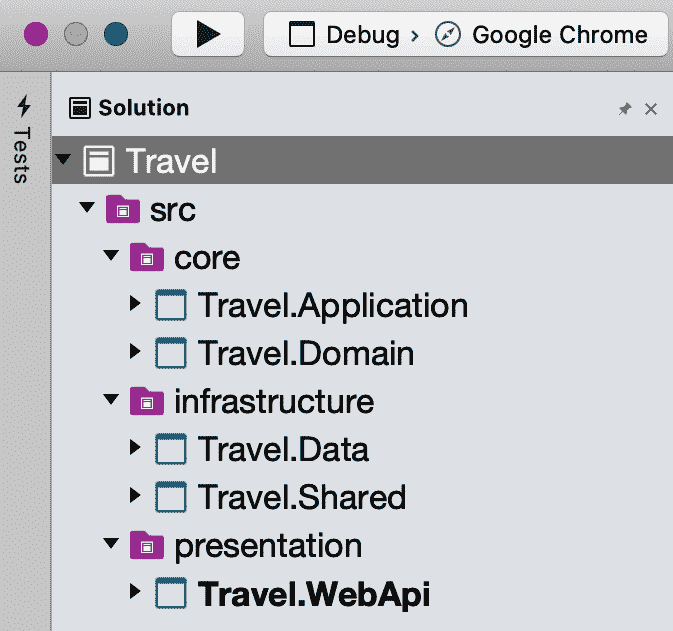 Debug › Google Chrome
Solution
Tests
Travel
src
core
Travel.Application
Travel.Domain
infrastructure
Travel.Data
Travel.Shared
presentation
Travel.WebApi